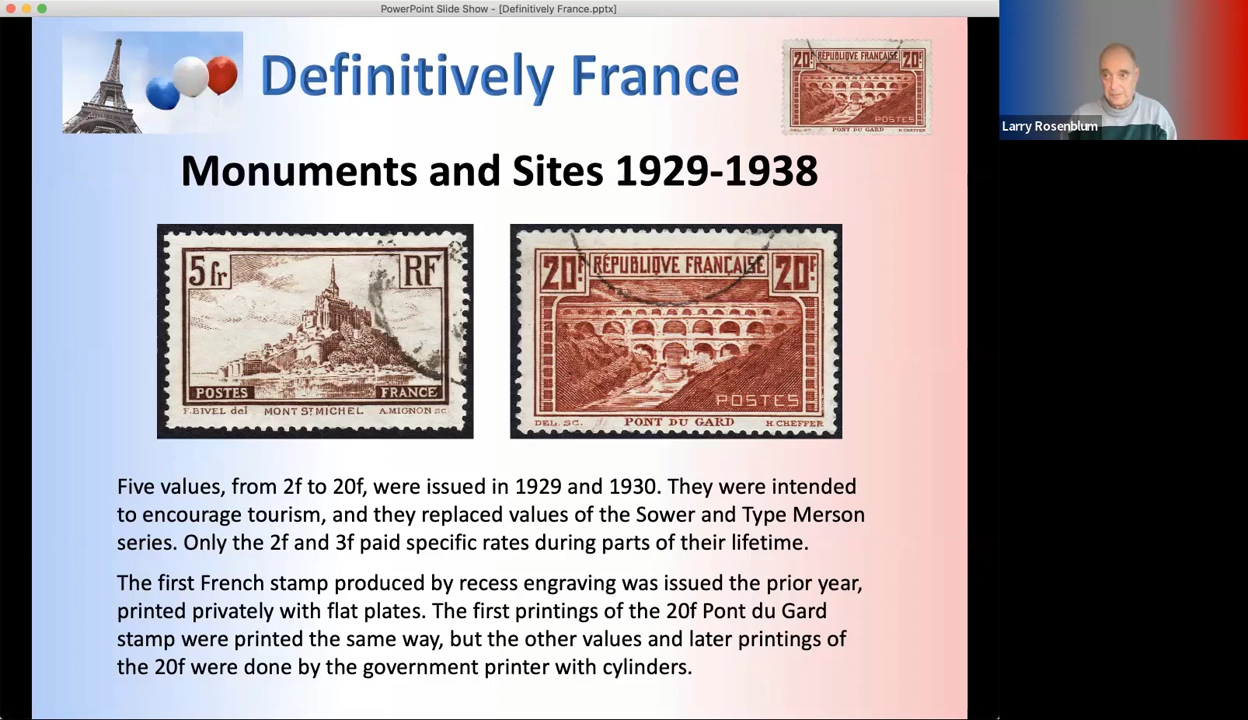 PowerPoint Slide Show - [Definitively France.pptx]
Definitively France
20F RÉPUBLIQUE FRANÇAISE 20F
POSTES
DEL. SC. PONT DU GARD H. CHEFFER
Larry Rosenblum
Monuments and Sites 1929-1938
5 fr RF
POSTES FRANCE
F. BIVEL del MONT ST MICHEL A. MIGNON SC.
20F RÉPUBLIQUE FRANÇAISE 20F
POSTES
DEL. SC. PONT DU GARD H. CHEFFER
Five values, from 2f to 20f, were issued in 1929 and 1930. They were intended
to encourage tourism, and they replaced values of the Sower and Type Merson
series. Only the 2f and 3f paid specific rates during parts of their lifetime.
The first French stamp produced by recess engraving was issued the prior year,
printed privately with flat plates. The first printings of the 20f Pont du Gard
stamp were printed the same way, but the other values and later printings of
the 20f were done by the government printer with cylinders.